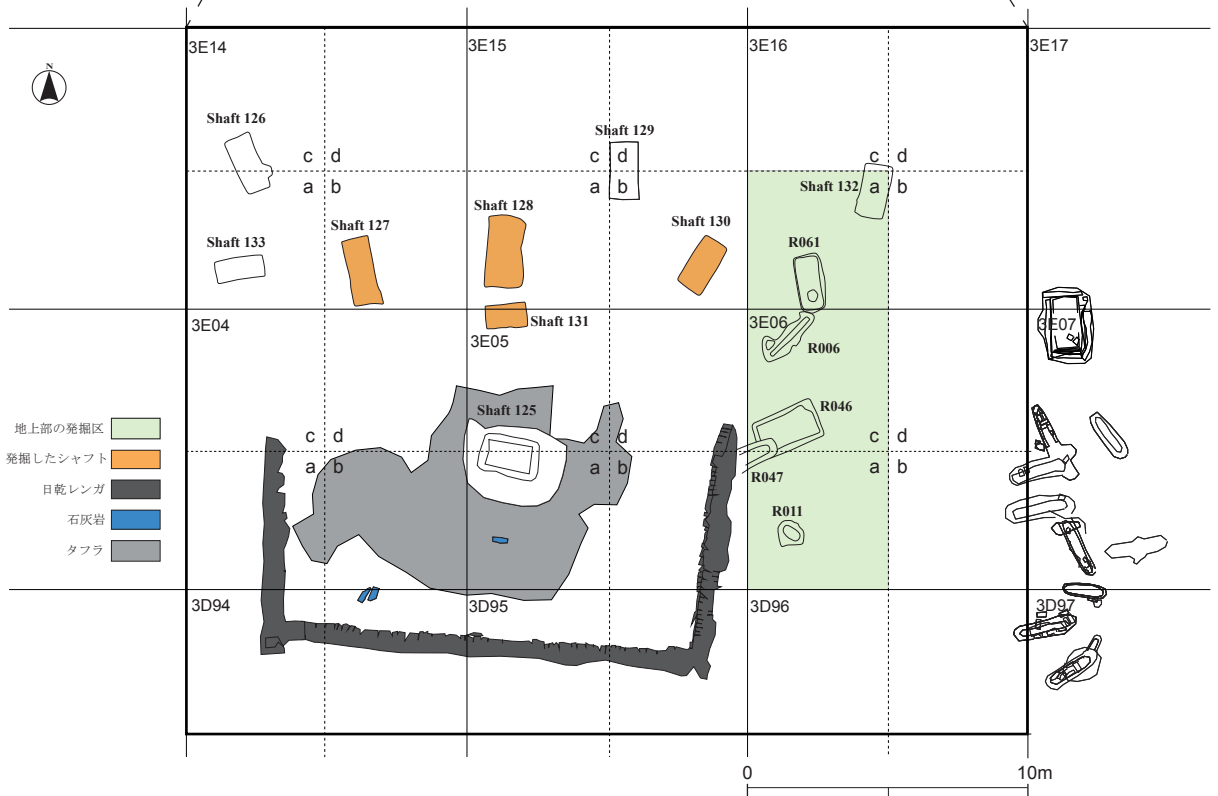 3E14
3E15
3E16
3E17
N
Shaft 126
Shaft 129
c d
c d
c d
a b
a b
a b
Shaft 132
Shaft 128
Shaft 127
Shaft 130
Shaft 133
R061
3E04
Shaft 131
3E05
3E06
3E07
R006
Shaft 125
R046
地上部の発掘区
発掘したシャフト
日乾レンガ
石灰岩
タフラ
c d
c d
c d
a b
a b
a b
R047
R011
3D94
3D95
3D96
3D97
0
10m